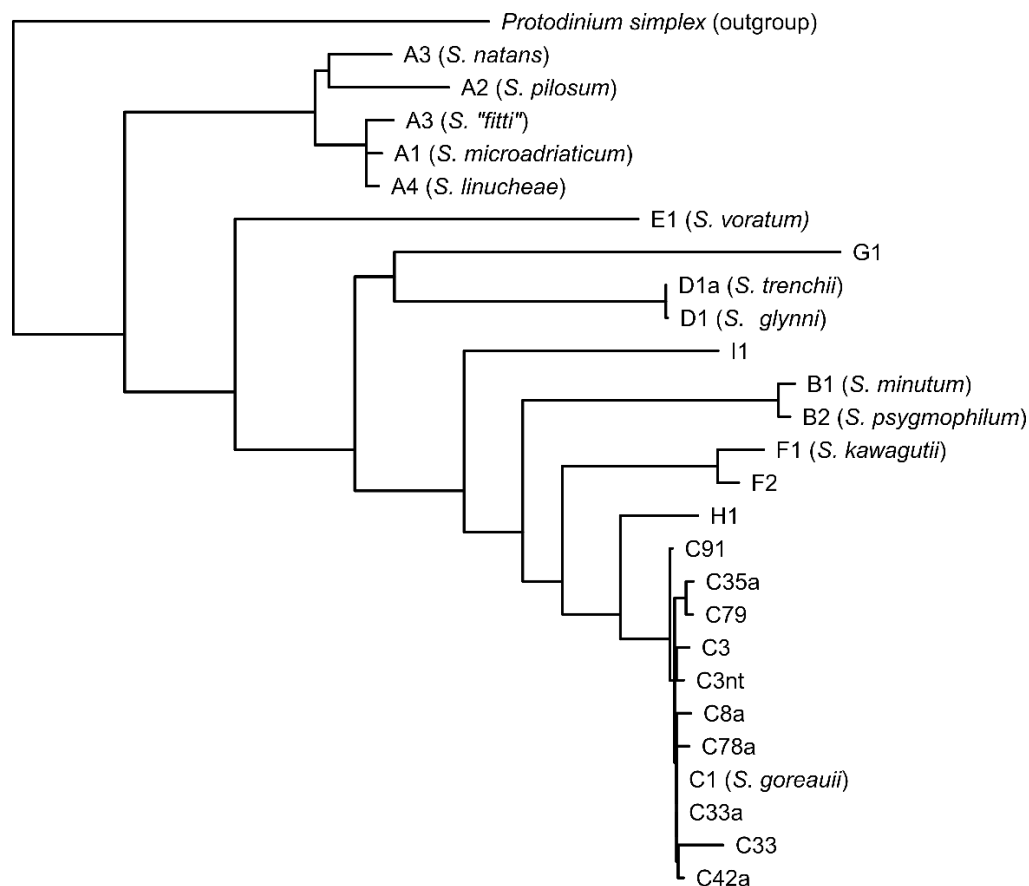 Protodinium simplex (outgroup)
A3 (S. natans)
A2 (S. pilosum)
A3 (S. "fitti")
A1 (S. microadriaticum)
A4 (S. linucheae)
E1 (S. voratum)
G1
D1a (S. trenchii)
D1 (S. glynni)
I1
B1 (S. minutum)
B2 (S. psygmophilum)
F1 (S. kawagutii)
F2
H1
C91
C35a
C79
C3
C3nt
C8a
C78a
C1 (S. goreauii)
C33a
C33
C42a